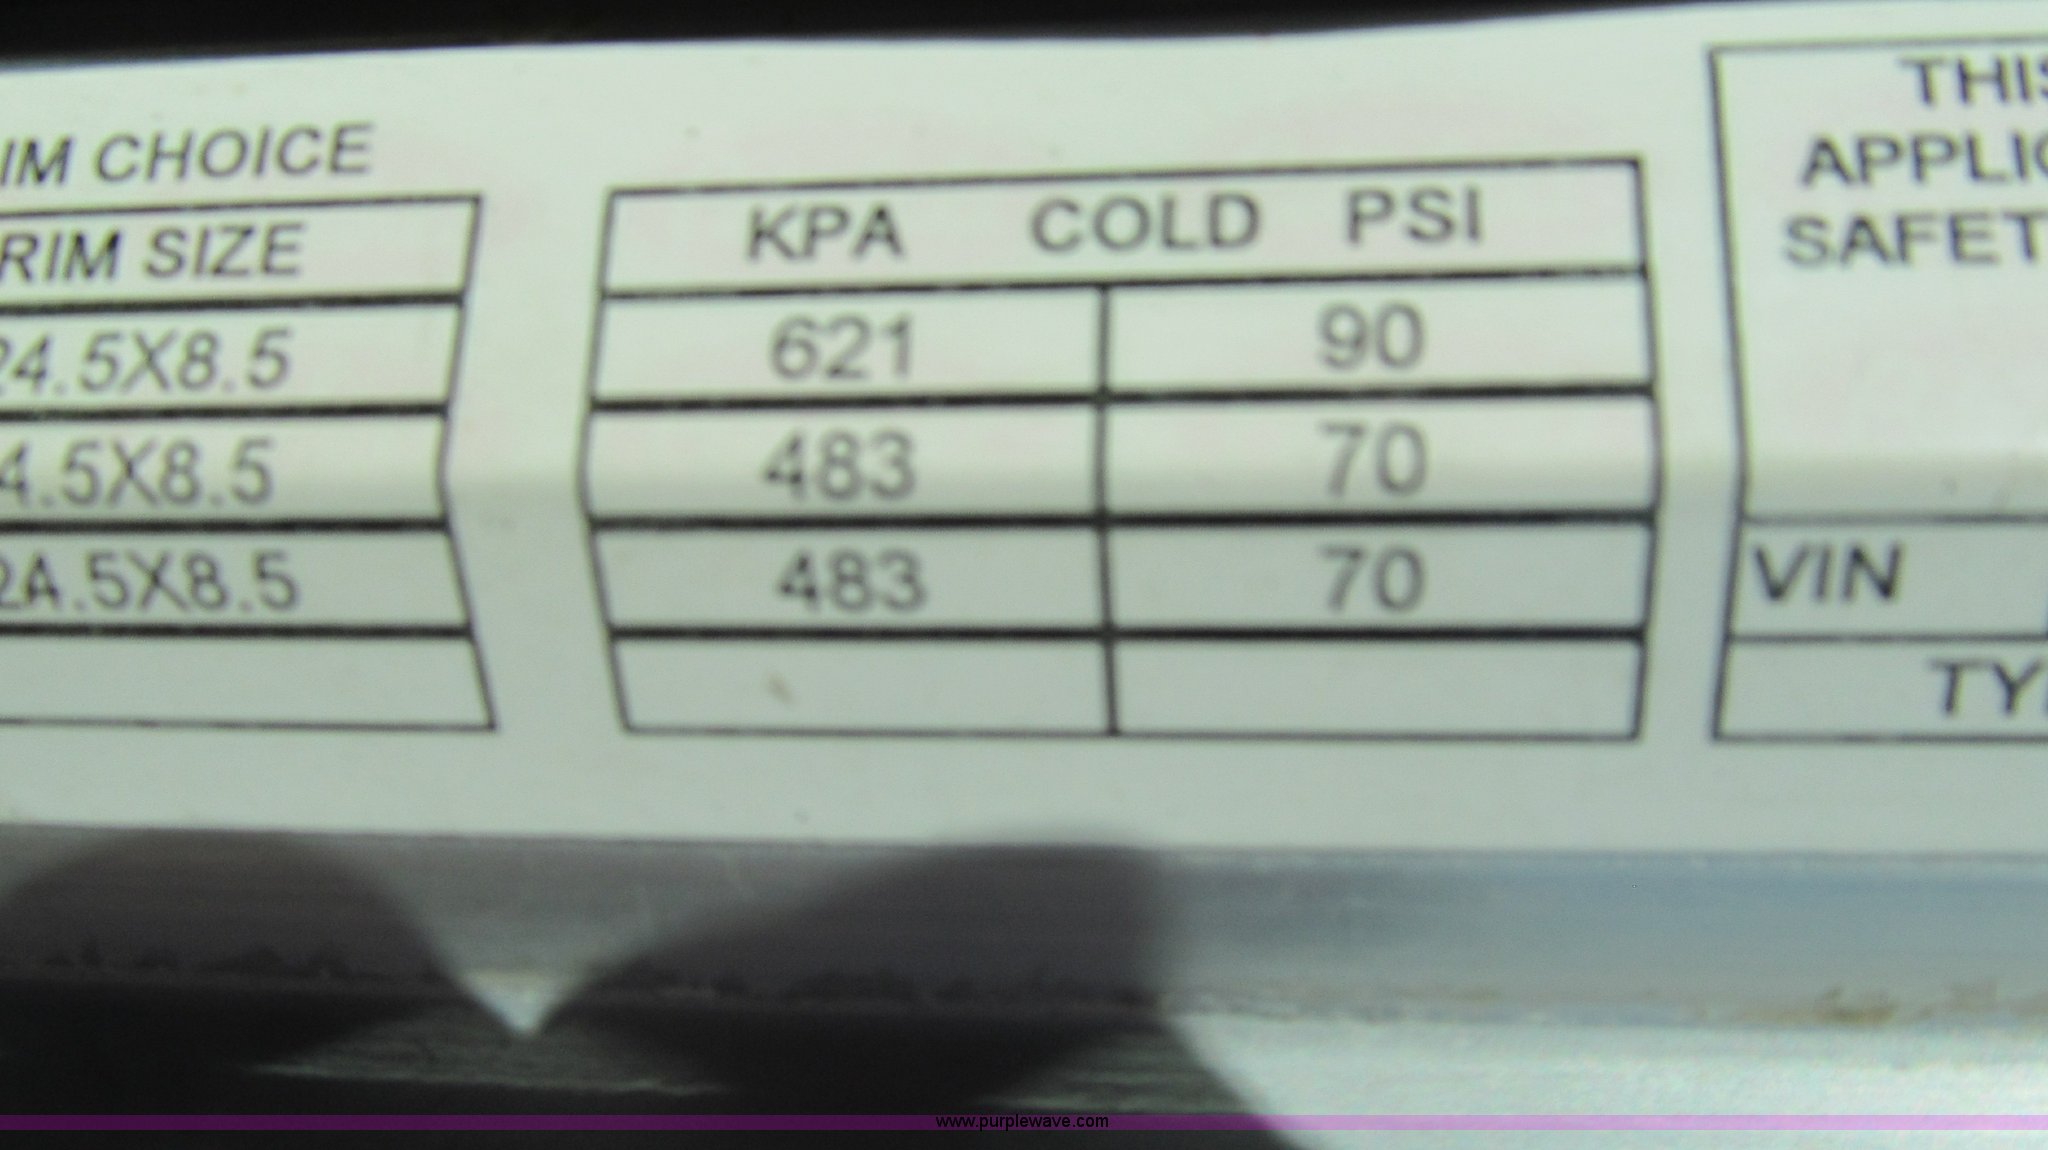 IM CHOICE
RIM SIZE
24.5X8.5
4.5X8.5
2A.5X8.5
KPA COLD PSI
621 90
483 70
483 70
THIS
APPLIC
SAFET
VIN
TY
www.purplewave.com